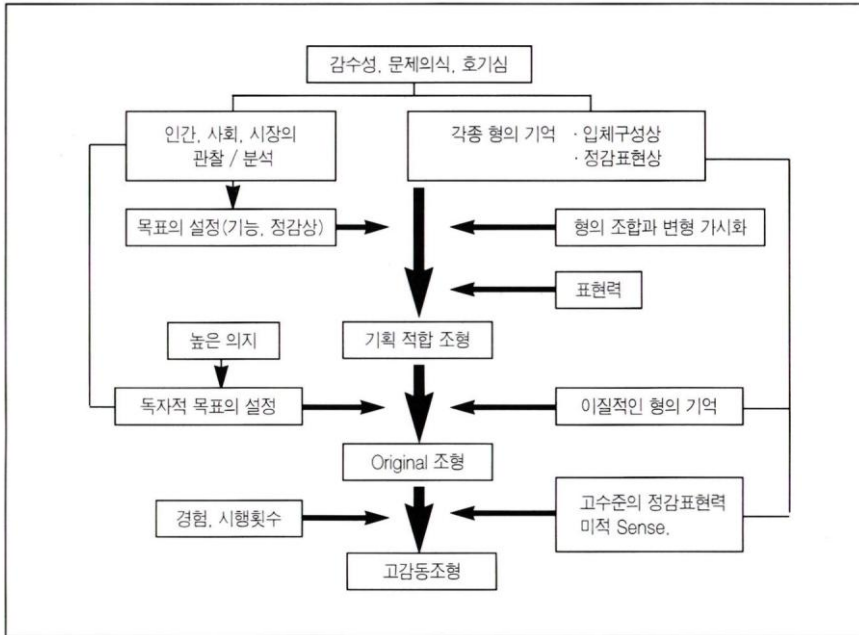 감수성, 문제의식, 호기심
인간, 사회, 시장의
관찰 / 분석
각종 형의 기억 · 입체구성상
· 정감표현상
목표의 설정(기능, 정감상)
형의 조합과 변형 가시화
표현력
높은 의지
기획 적합 조형
독자적 목표의 설정
이질적인 형의 기억
Original 조형
경험, 시행횟수
고수준의 정감표현력
미적 Sense.
고감동조형